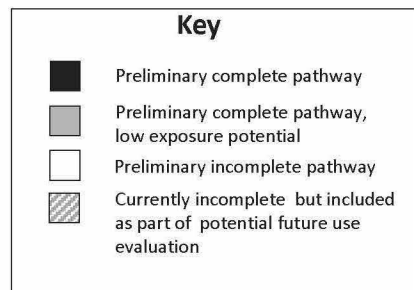 Key
Preliminary complete pathway
Preliminary complete pathway,
low exposure potential
Preliminary incomplete pathway
Currently incomplete but included
as part of potential future use
evaluation